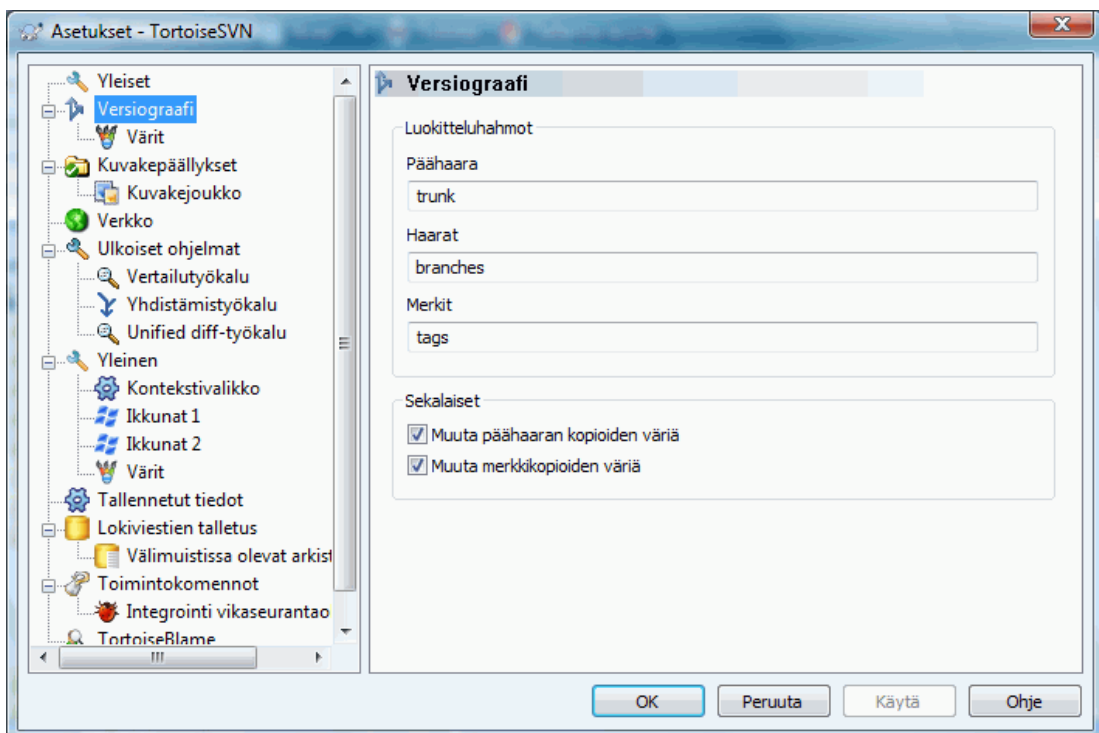 Asetukset - TortoiseSVN
Yleiset
Versiograafi
Värit
Kuvakepäällykset
Kuvakejoukko
Verkko
Ulkoiset ohjelmat
Vertailutyökalu
Yhdistämistyökalu
Unified diff-työkalu
Yleinen
Kontekstivalikko
Ikkunat 1
Ikkunat 2
Värit
Tallennetut tiedot
Lokiviestien talletus
Välimuistissa olevat arkist
Toimintokomennot
Integrointi vikaseurantao
TortoiseBlame
Versiograafi
Luokitteluhahmot
Päähaara
trunk
Haarat
branches
Merkit
tags
Sekalaiset
Muuta päähaaran kopioiden väriä
Muuta merkkikopioiden väriä
OK
Peruuta
Käytä
Ohje